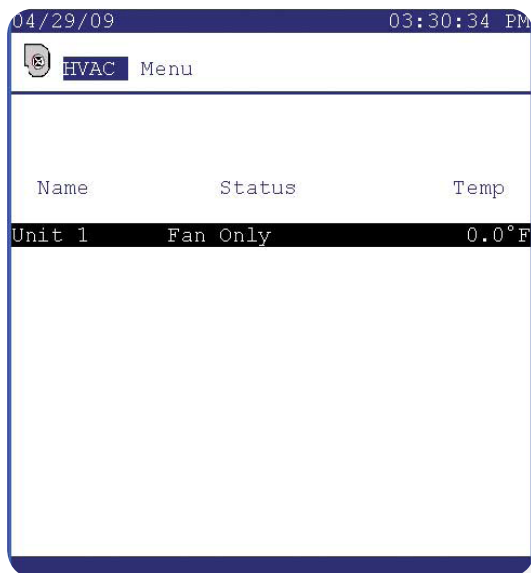 04/29/09 03:30:34 PM
HVAC Menu
Name Status Temp
Unit 1 Fan Only 0.0°F